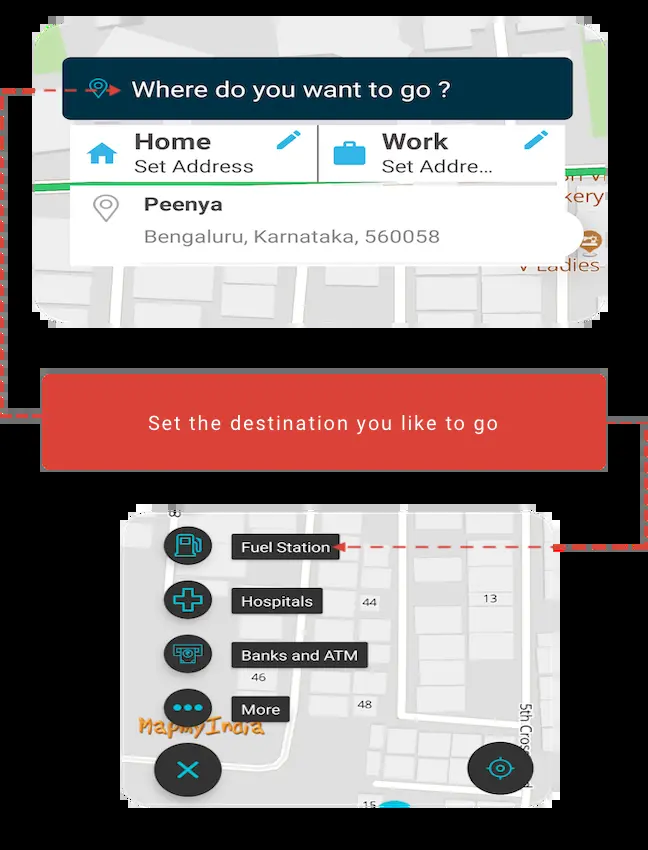 Where do you want to go ?
Home
Set Address
Work
Set Addre...
Peenya
Bengaluru, Karnataka, 560058
kery
V Ladies
Set the destination you like to go
Fuel Station
Hospitals
44
13
Banks and ATM
46
More
48
MapmyIndia
5th Cros
15